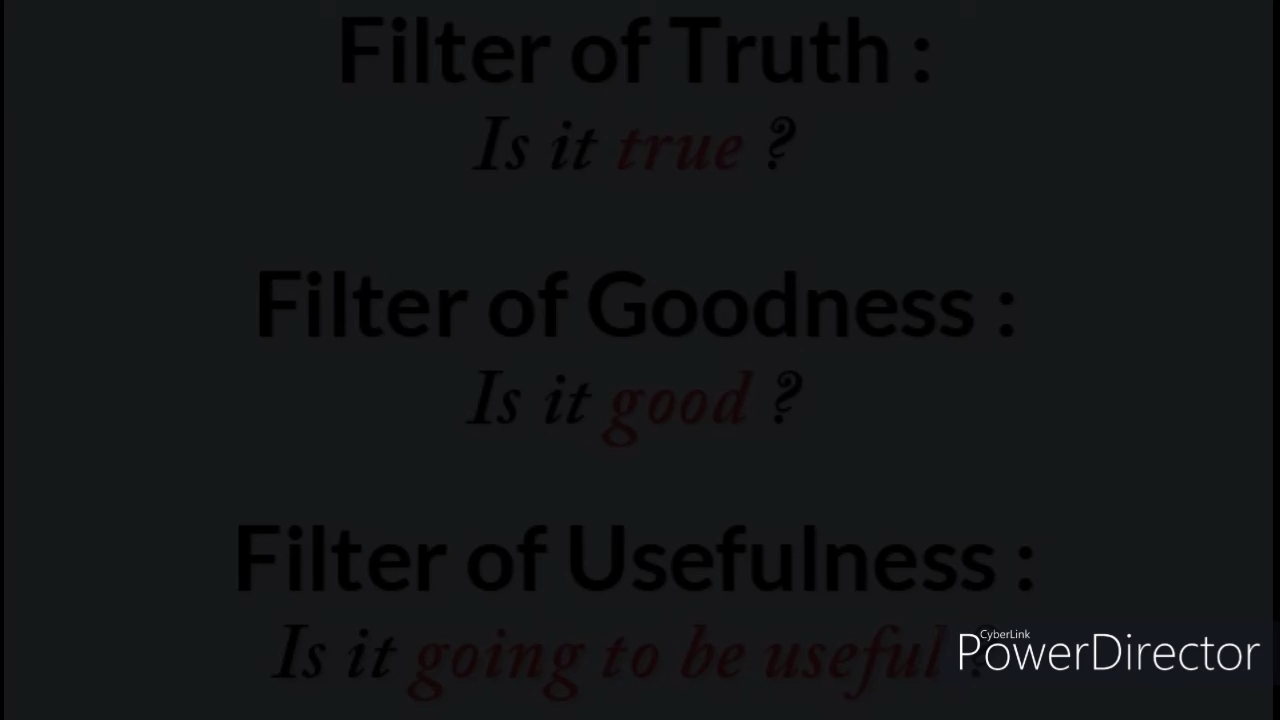 Filter of Truth :
Is it true ?
Filter of Goodness :
Is it good ?
Filter of Usefulness :
Is it going to be useful ?
CyberLink
PowerDirector